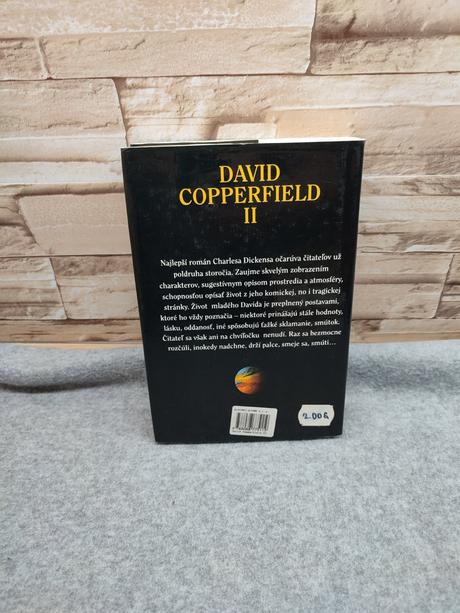 DAVID
COPPERFIELD
II
Najlepší román Charlesa Dickensa očarúva čitateľov už
poldruha storočia. Zaujme skvelým zobrazením
charakterov, sugestívnym opisom prostredia a atmosféry,
schopnosťou opísať život z jeho komickej, no i tragickej
stránky. Život mladého Davida je preplnený postavami,
ktoré ho vždy poznačia – niektoré prinášajú stále hodnoty,
lásku, oddanosť, iné spôsobujú ťažké sklamanie, smútok.
Čitateľ sa však ani na chvíľočku nenudí. Raz sa bezmocne
rozčúli, inokedy nadchne, drží palce, smeje sa, smúti...
2.00€